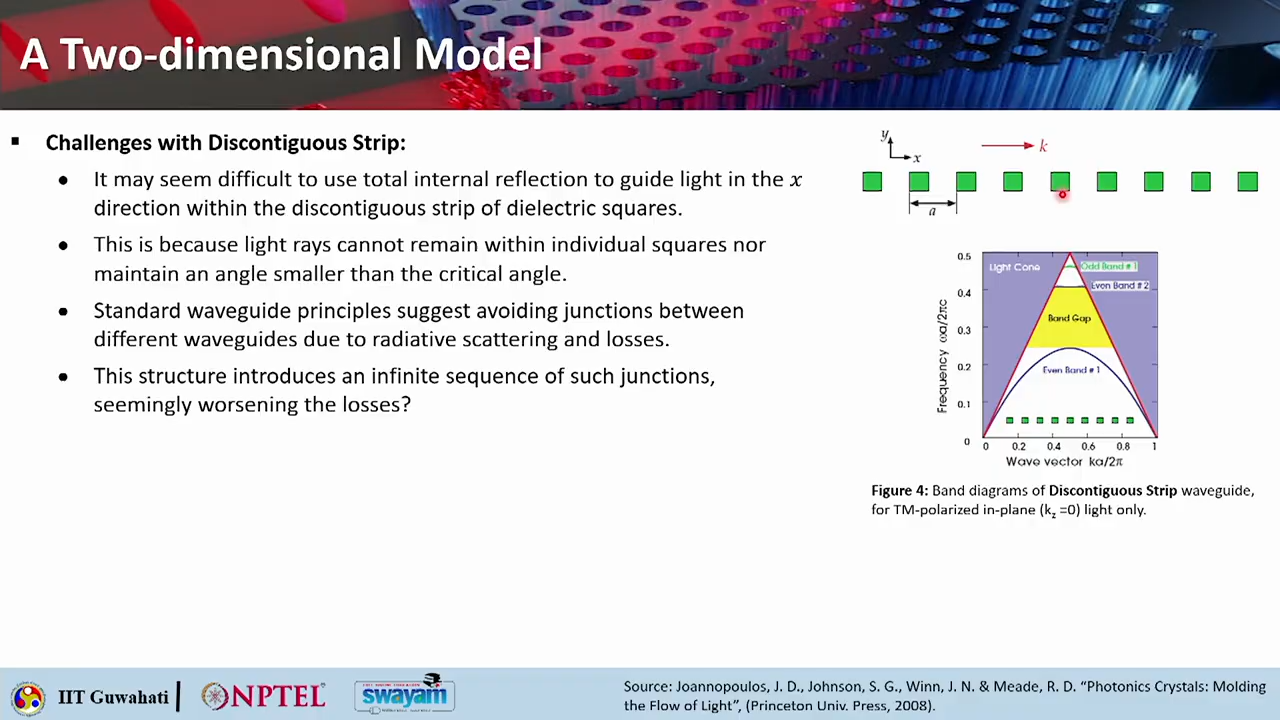 A Two-dimensional Model
▪ Challenges with Discontiguous Strip:
• It may seem difficult to use total internal reflection to guide light in the x
direction within the discontiguous strip of dielectric squares.
• This is because light rays cannot remain within individual squares nor
maintain an angle smaller than the critical angle.
• Standard waveguide principles suggest avoiding junctions between
different waveguides due to radiative scattering and losses.
• This structure introduces an infinite sequence of such junctions,
seemingly worsening the losses?
y
x
k
a
Light Cone
Odd Band # 1
Even Band # 2
Band Gap
Even Band # 1
Frequency ωa/2πc
0.5
0.4
0.3
0.2
0.1
0
0 0.2 0.4 0.6 0.8 1
Wave vector ka/2π
Figure 4: Band diagrams of Discontiguous Strip waveguide,
for TM-polarized in-plane (kz =0) light only.
IIT Guwahati
NPTEL
swayam
Source: Joannopoulos, J. D., Johnson, S. G., Winn, J. N. & Meade, R. D. “Photonics Crystals: Molding
the Flow of Light”, (Princeton Univ. Press, 2008).